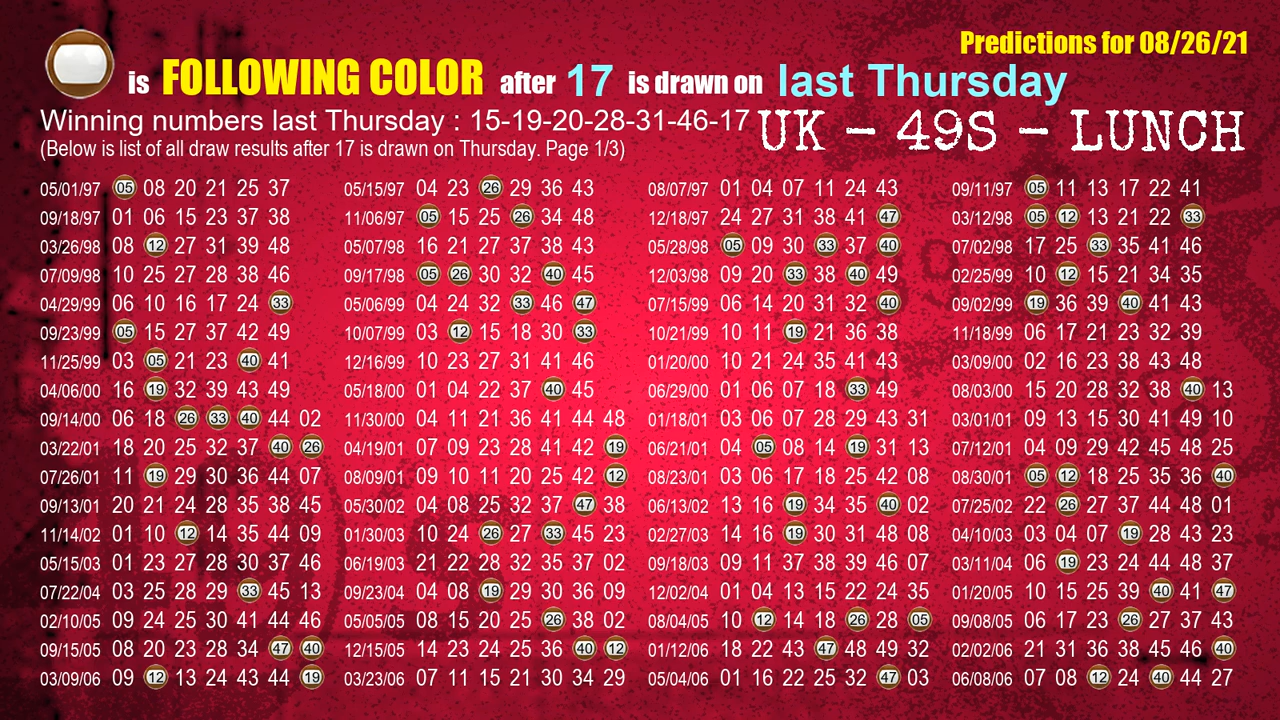 Predictions for 08/26/21
is FOLLOWING COLOR after 17 is drawn on last Thursday
Winning numbers last Thursday : 15-19-20-28-31-46-17
UK - 49S - LUNCH
(Below is list of all draw results after 17 is drawn on Thursday. Page 1/3)
05/01/97 05 08 20 21 25 37 05/15/97 04 23 26 29 36 43 08/07/97 01 04 07 11 24 43 09/11/97 05 11 13 17 22 41
09/18/97 01 06 15 23 37 38 11/06/97 05 15 25 26 34 48 12/18/97 24 27 31 38 41 47 03/12/98 05 12 13 21 22 33
03/26/98 08 12 27 31 39 48 05/07/98 16 21 27 37 38 43 05/28/98 05 09 30 33 37 40 07/02/98 17 25 33 35 41 46
07/09/98 10 25 27 28 38 46 09/17/98 05 26 30 32 40 45 12/03/98 09 20 33 38 40 49 02/25/99 10 12 15 21 34 35
04/29/99 06 10 16 17 24 33 05/06/99 04 24 32 33 46 47 07/15/99 06 14 20 31 32 40 09/02/99 19 36 39 40 41 43
09/23/99 05 15 27 37 42 49 10/07/99 03 12 15 18 30 33 10/21/99 10 11 19 21 36 38 11/18/99 06 17 21 23 32 39
11/25/99 03 05 21 23 40 41 12/16/99 10 23 27 31 41 46 01/20/00 10 21 24 35 41 43 03/09/00 02 16 23 38 43 48
04/06/00 16 19 32 39 43 49 05/18/00 01 04 22 37 40 45 06/29/00 01 06 07 18 33 49 08/03/00 15 20 28 32 38 40 13
09/14/00 06 18 26 33 40 44 02 11/30/00 04 11 21 36 41 44 48 01/18/01 03 06 07 28 29 43 31 03/01/01 09 13 15 30 41 49 10
03/22/01 18 20 25 32 37 40 26 04/19/01 07 09 23 28 41 42 19 06/21/01 04 05 08 14 19 31 13 07/12/01 04 09 29 42 45 48 25
07/26/01 11 19 29 30 36 44 07 08/09/01 09 10 11 20 25 42 12 08/23/01 03 06 17 18 25 42 08 08/30/01 05 12 18 25 35 36 40
09/13/01 20 21 24 28 35 38 45 05/30/02 04 08 25 32 37 47 38 06/13/02 13 16 19 34 35 40 02 07/25/02 22 26 27 37 44 48 01
11/14/02 01 10 12 14 35 44 09 01/30/03 10 24 26 27 33 45 23 02/27/03 14 16 19 30 31 48 08 04/10/03 03 04 07 19 28 43 23
05/15/03 01 23 27 28 30 37 46 06/19/03 21 22 28 32 35 37 02 09/18/03 09 11 37 38 39 46 07 03/11/04 06 19 23 24 44 48 37
07/22/04 03 25 28 29 33 45 13 09/23/04 04 08 19 29 30 36 09 12/02/04 01 04 13 15 22 24 35 01/20/05 10 15 25 39 40 41 47
02/10/05 09 24 25 30 41 44 46 05/05/05 08 15 20 25 26 38 02 08/04/05 10 12 14 18 26 28 05 09/08/05 06 17 23 26 27 37 43
09/15/05 08 20 23 28 34 47 40 12/15/05 14 23 24 25 36 40 12 01/12/06 18 22 43 47 48 49 32 02/02/06 21 31 36 38 45 46 40
03/09/06 09 12 13 24 43 44 19 03/23/06 07 11 15 21 30 34 29 05/04/06 01 16 22 25 32 47 03 06/08/06 07 08 12 24 40 44 27